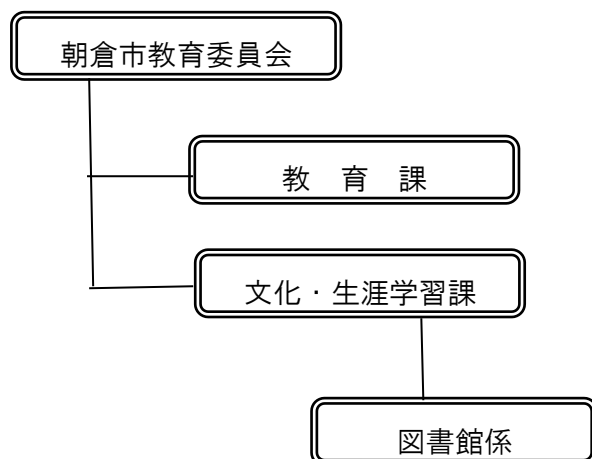 朝倉市教育委員会
教　育　課
文化・生涯学習課
図書館係